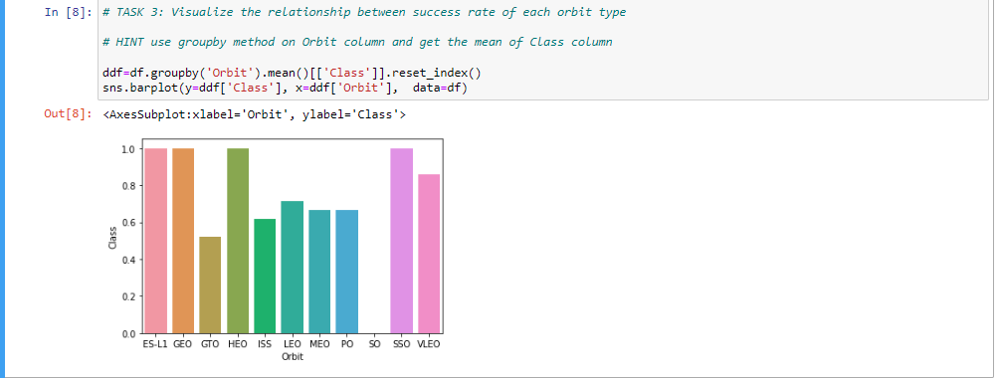 In [8]: # TASK 3: Visualize the relationship between success rate of each orbit type
# HINT use groupby method on Orbit column and get the mean of Class column
ddf=df.groupby('Orbit').mean()[['Class']].reset_index()
sns.barplot(y=ddf['Class'], x=ddf['Orbit'],  data=df)
Out[8]: <AxesSubplot:xlabel='Orbit', ylabel='Class'>
1.0
0.8
0.6
0.4
0.2
0.0
Class
ES-L1 GEO GTO HEO ISS LEO MEO PO SO SSO VLEO
Orbit